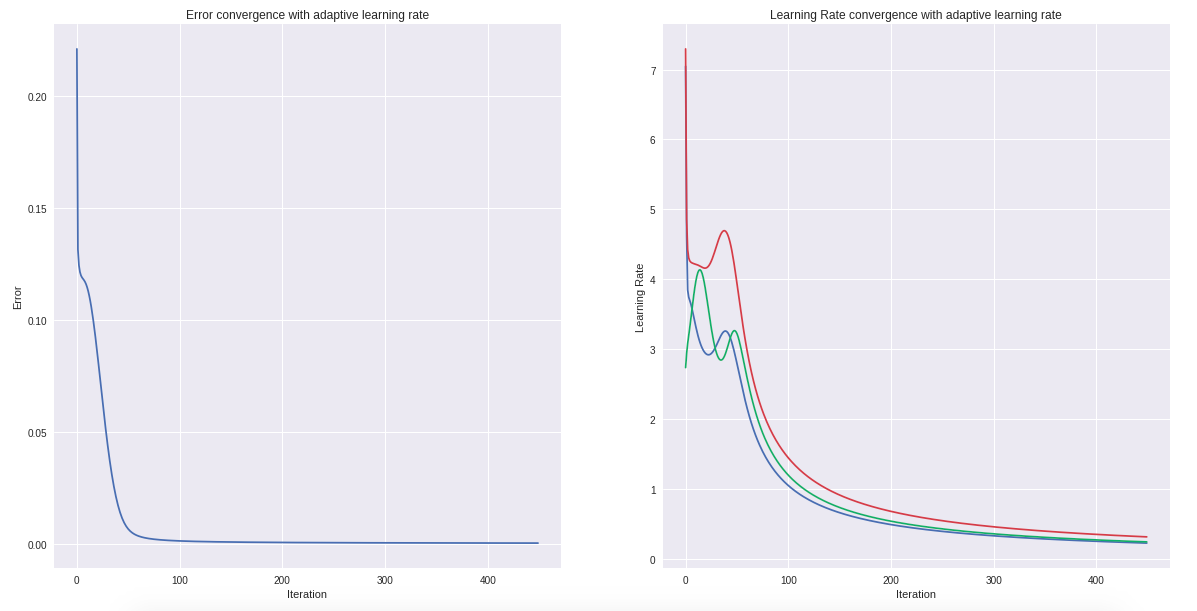 Error convergence with adaptive learning rate
0.20
0.15
0.10
0.05
0.00
Error
0 100 200 300 400
Iteration
Learning Rate convergence with adaptive learning rate
7
6
5
4
3
2
1
0
Learning Rate
0 100 200 300 400
Iteration